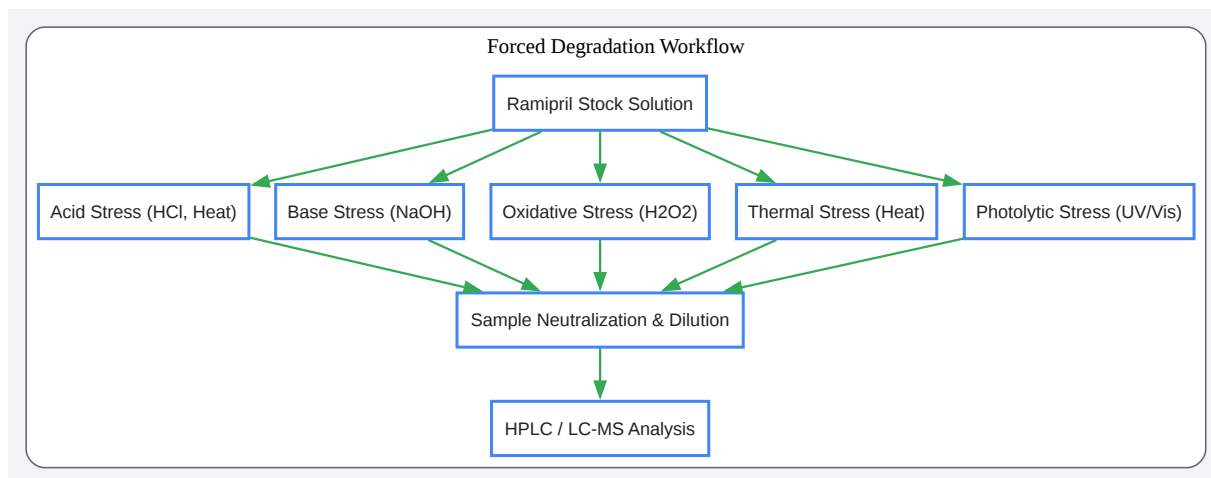 Forced Degradation Workflow
Ramipril Stock Solution
Acid Stress (HCl, Heat)
Base Stress (NaOH)
Oxidative Stress (H2O2)
Thermal Stress (Heat)
Photolytic Stress (UV/Vis)
Sample Neutralization & Dilution
HPLC / LC-MS Analysis